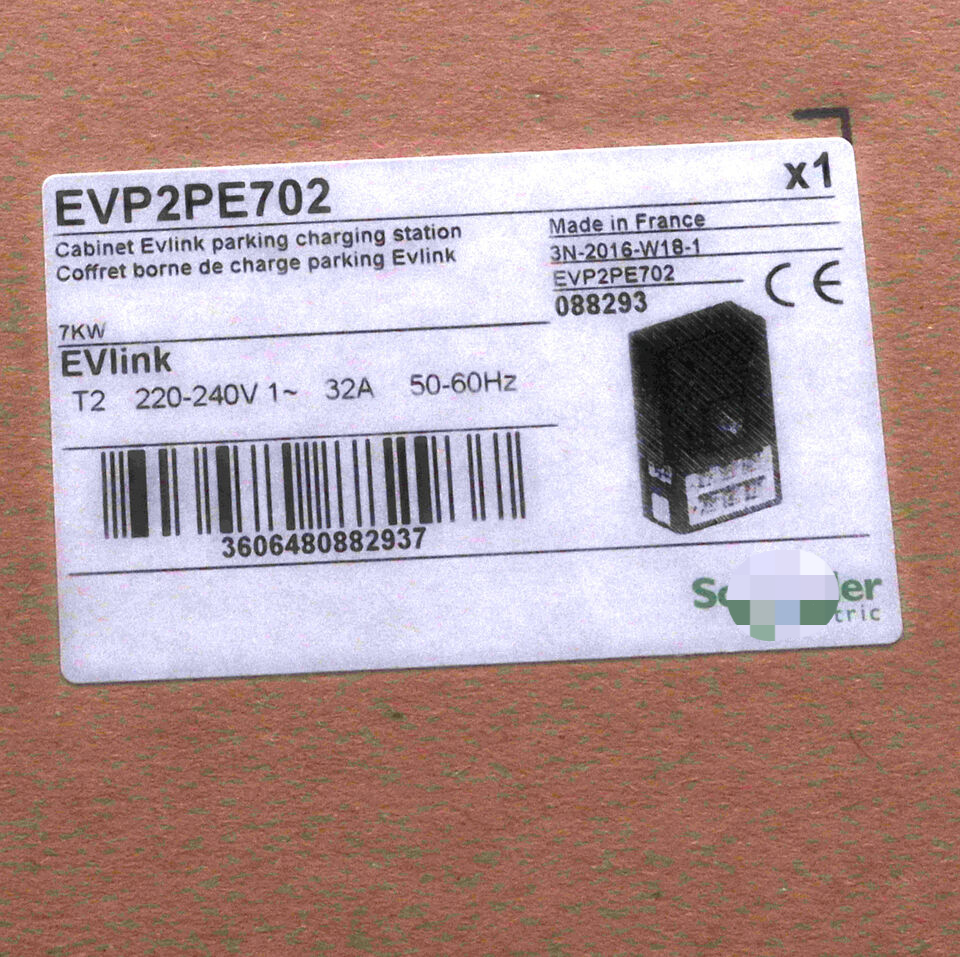 EVP2PE702
x1
Cabinet Evlink parking charging station
Coffret borne de charge parking Evlink
Made in France
3N-2016-W18-1
EVP2PE702
088293
CE
7KW
EVlink
T2 220-240V 1~ 32A 50-60Hz
3606480882937